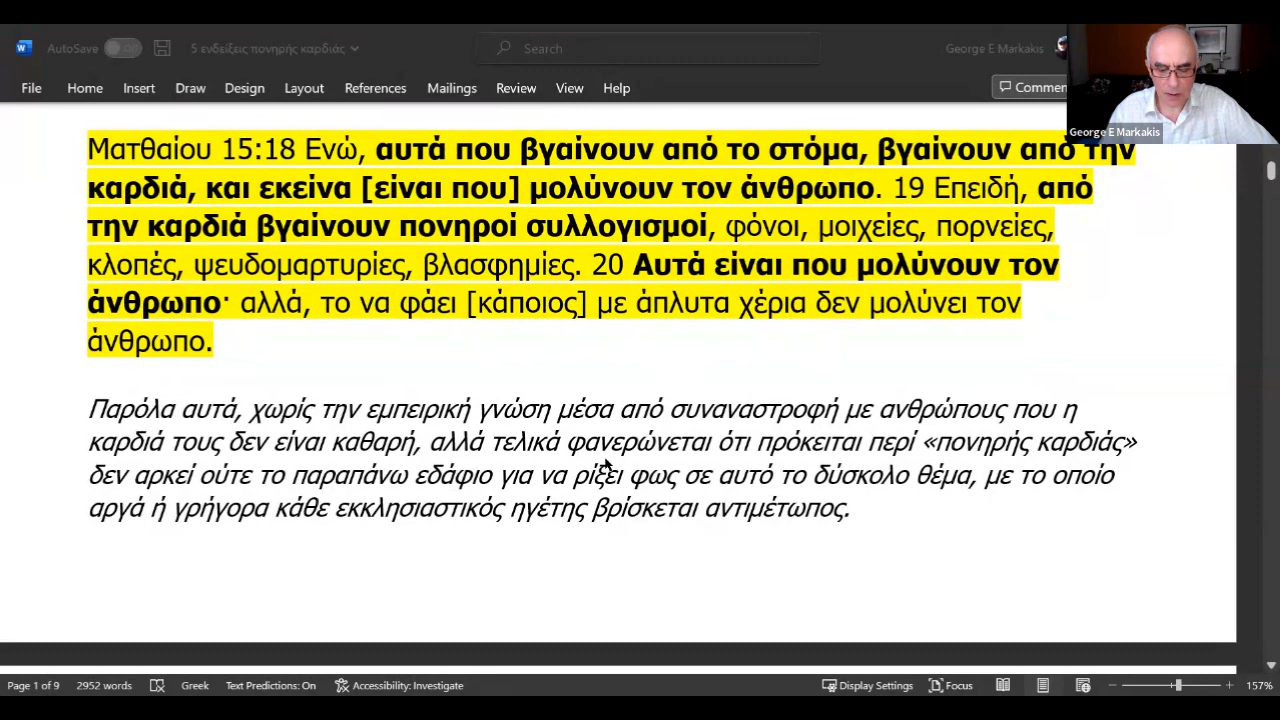 AutoSave Off 5 ενδείξεις πονηρής καρδιάς Search George E Markakis
File Home Insert Draw Design Layout References Mailings Review View Help Commen
George E Markakis
Ματθαίου 15:18 Ενώ, αυτά που βγαίνουν από το στόμα, βγαίνουν από την
καρδιά, και εκείνα [είναι που] μολύνουν τον άνθρωπο. 19 Επειδή, από
την καρδιά βγαίνουν πονηροί συλλογισμοί, φόνοι, μοιχείες, πορνείες,
κλοπές, ψευδομαρτυρίες, βλασφημίες. 20 Αυτά είναι που μολύνουν τον
άνθρωπο· αλλά, το να φάει [κάποιος] με άπλυτα χέρια δεν μολύνει τον
άνθρωπο.
Παρόλα αυτά, χωρίς την εμπειρική γνώση μέσα από συναναστροφή με ανθρώπους που η
καρδιά τους δεν είναι καθαρή, αλλά τελικά φανερώνεται ότι πρόκειται περί «πονηρής καρδιάς»
δεν αρκεί ούτε το παραπάνω εδάφιο για να ρίξει φως σε αυτό το δύσκολο θέμα, με το οποίο
αργά ή γρήγορα κάθε εκκλησιαστικός ηγέτης βρίσκεται αντιμέτωπος.
Page 1 of 9 2952 words Greek Text Predictions: On Accessibility: Investigate Display Settings Focus 157%